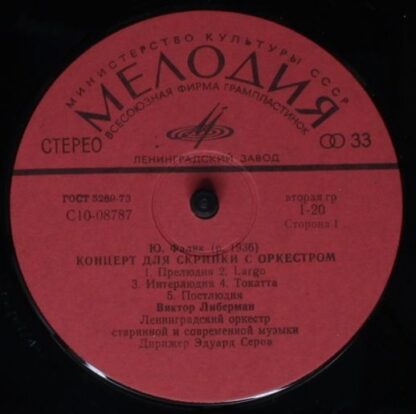 МИНИСТЕРСТВО КУЛЬТУРЫ СССР
МЕЛОДИЯ
ВСЕСОЮЗНАЯ ФИРМА ГРАМПЛАСТИНОК
СТЕРЕО
33
ЛЕНИНГРАДСКИЙ ЗАВОД
ГОСТ 5289-73
С10-08787
вторая гр
1-20
Сторона 1
Ю. Фалик (р. 1936)
КОНЦЕРТ ДЛЯ СКРИПКИ С ОРКЕСТРОМ
1. Прелюдия 2. Largo
3. Интерлюдия 4. Токатта
5. Постлюдия
Виктор Либерман
Ленинградский оркестр
старинной и современной музыки
Дирижер Эдуард Серов